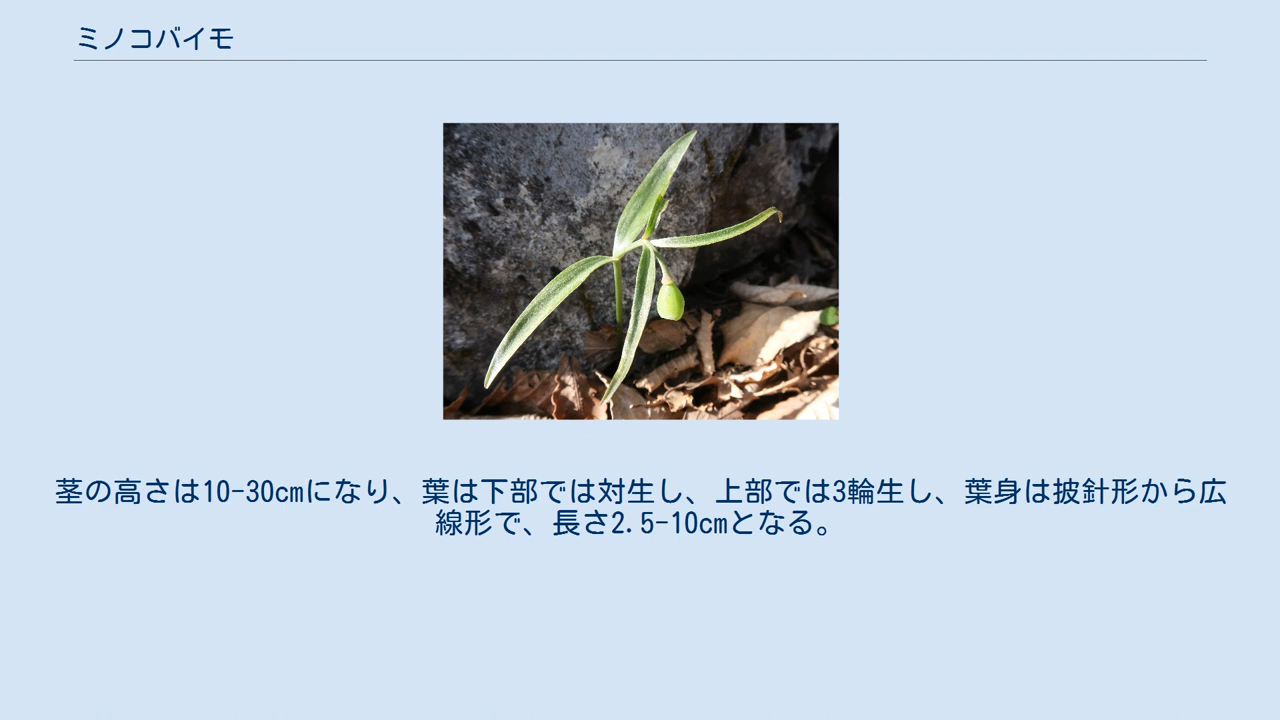 ミノコバイモ
茎の高さは10-30cmになり、葉は下部では対生し、上部では3輪生し、葉身は披針形から広
線形で、長さ2.5-10cmとなる。